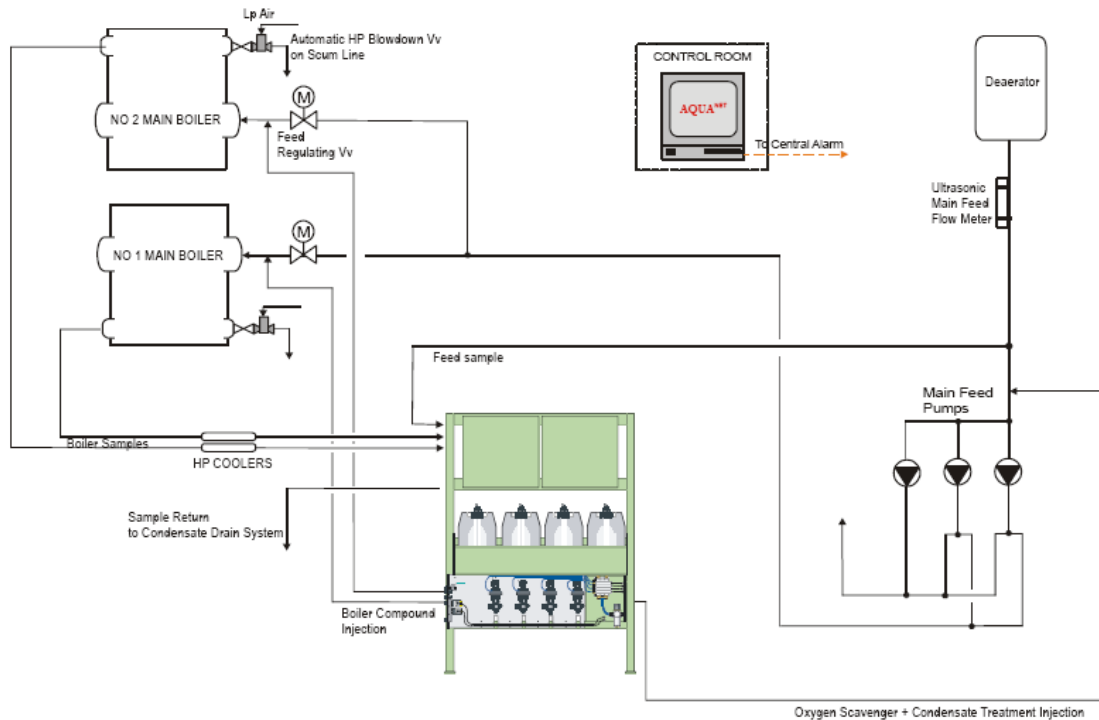 Lp Air
Automatic HP Blowdown Vv
on Scum Line
CONTROL ROOM
AQUA NET
To Central Alarm
Deaerator
NO 2 MAIN BOILER
M
Feed
Regulating Vv
Ultrasonic
Main Feed
Flow Meter
NO 1 MAIN BOILER
M
Feed sample
Main Feed
Pumps
Boiler Samples
HP COOLERS
Sample Return
to Condensate Drain System
Boiler Compound
Injection
Oxygen Scavenger + Condensate Treatment Injection